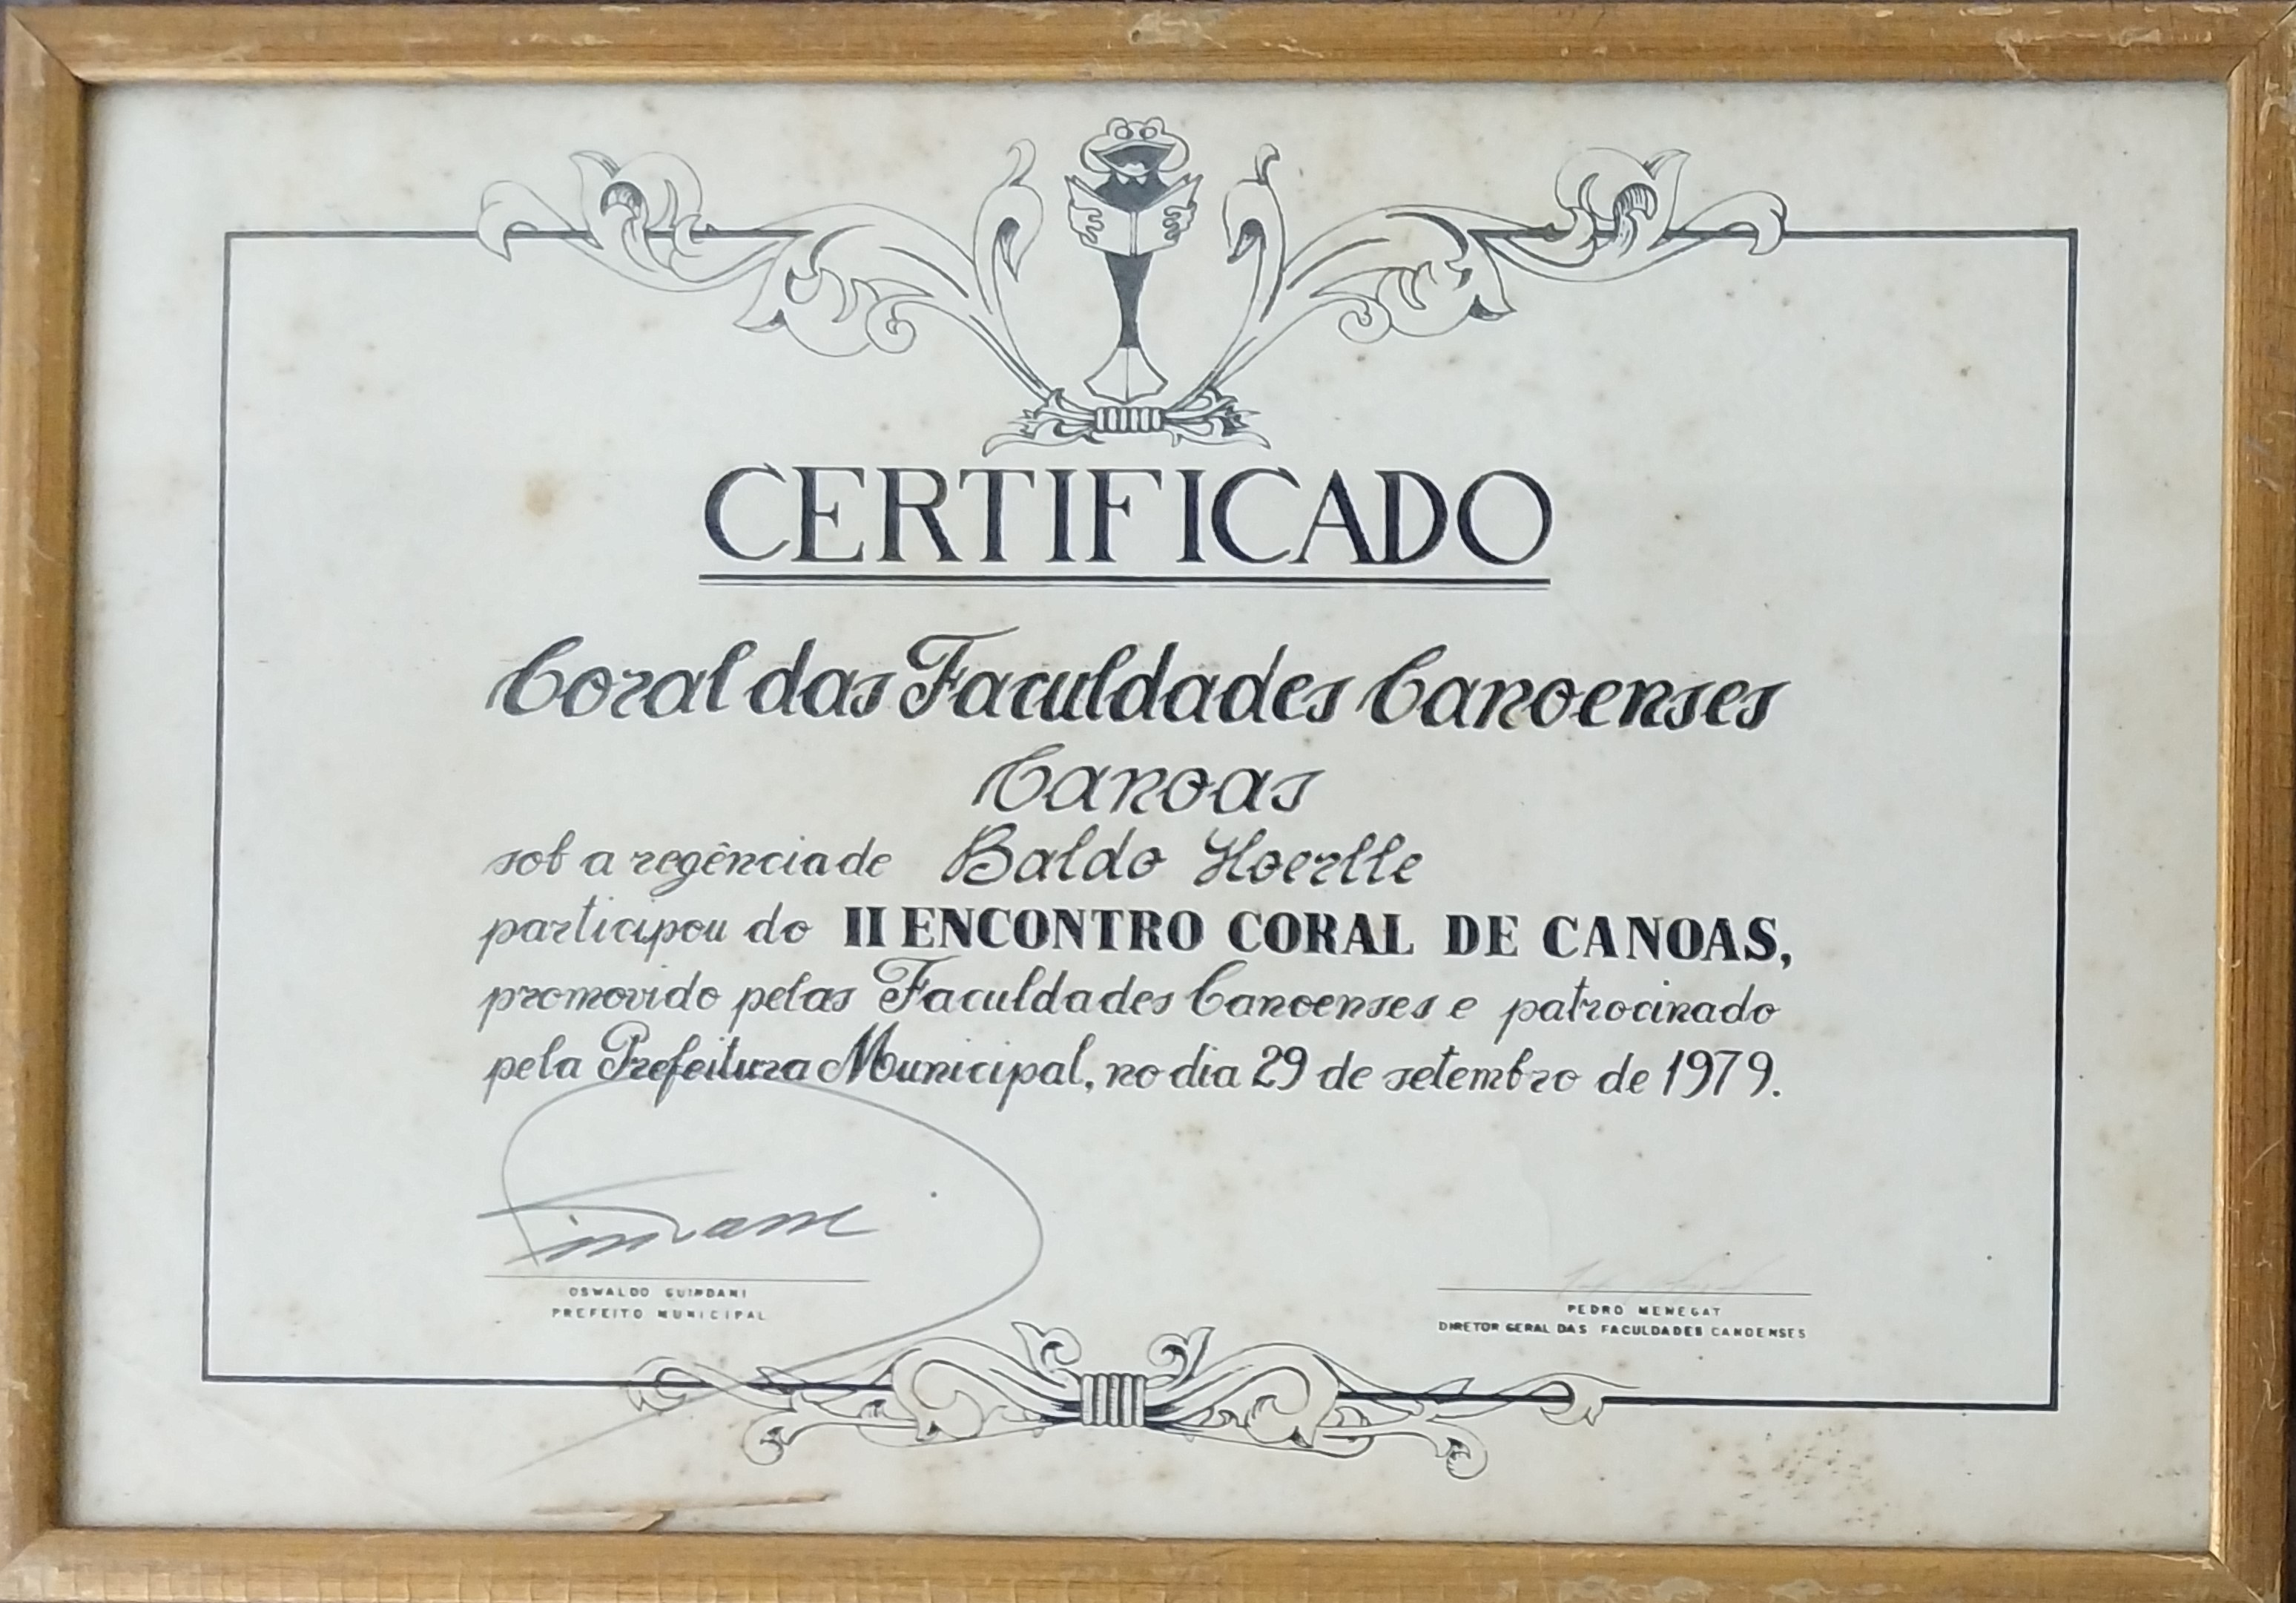 CERTIFICADO
Coral das Faculdades Canoenses
Canoas
sob a regência de Baldo Hoerlle
participou do II ENCONTRO CORAL DE CANOAS,
promovido pelas Faculdades Canoenses e patrocinado
pela Prefeitura Municipal, no dia 29 de setembro de 1979.
OSWALDO GUINDANI
PREFEITO MUNICIPAL
PEDRO MENEGAT
DIRETOR GERAL DAS FACULDADES CANOENSES